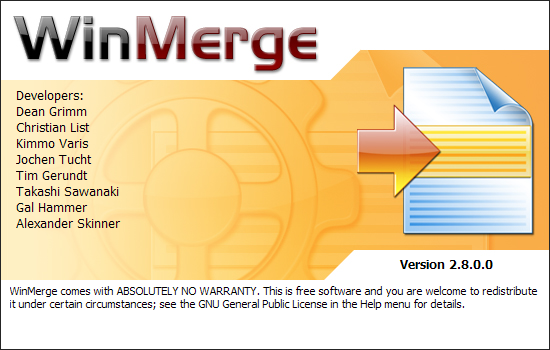 WinMerge
Developers:
Dean Grimm
Christian List
Kimmo Varis
Jochen Tucht
Tim Gerundt
Takashi Sawanaki
Gal Hammer
Alexander Skinner
Version 2.8.0.0
WinMerge comes with ABSOLUTELY NO WARRANTY. This is free software and you are welcome to redistribute
it under certain circumstances; see the GNU General Public License in the Help menu for details.